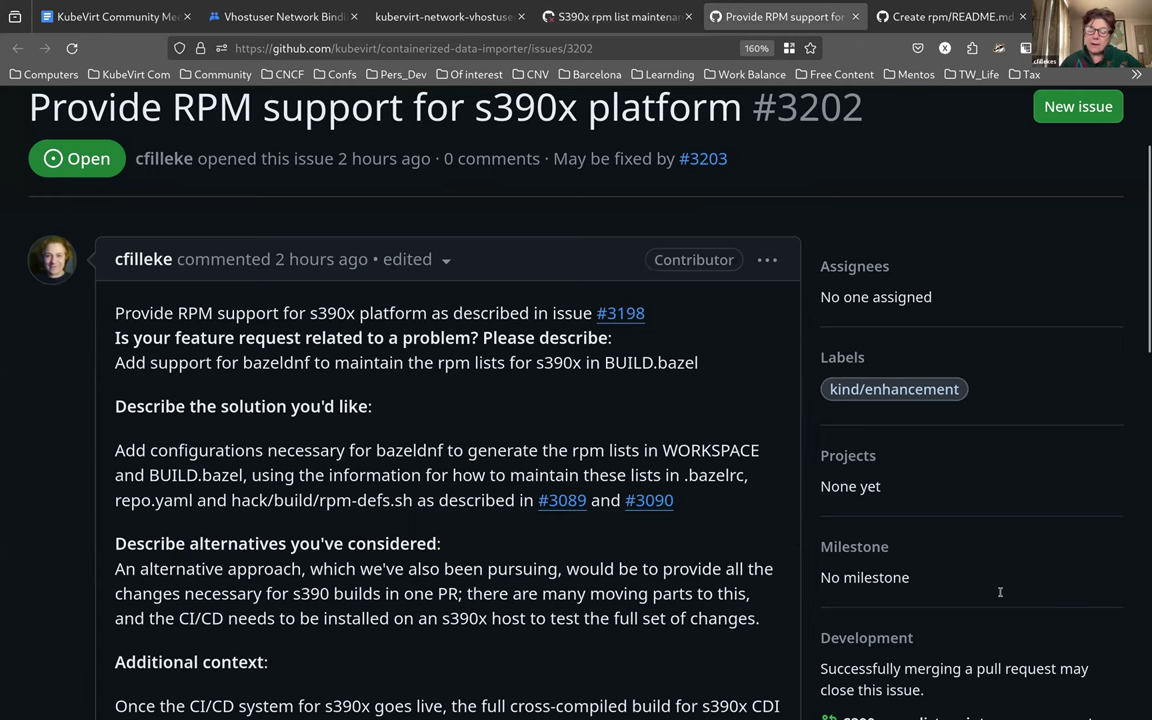 KubeVirt Community Me
Vhostuser Network Bindi
kubervirt-network-vhostuse
S390x rpm list maintenan
Provide RPM support for
Create rpm/README.md
https://github.com/kubevirt/containerized-data-importer/issues/3202
160%
cfillekes
Computers
KubeVirt Com
Community
CNCF
Confs
Pers_Dev
Of interest
CNV
Barcelona
Leardning
Work Balance
Free Content
Mentos
TW_Life
Tax
Provide RPM support for s390x platform #3202
New issue
Open
cfilleke opened this issue 2 hours ago · 0 comments · May be fixed by #3203
cfilleke commented 2 hours ago • edited
Contributor
Provide RPM support for s390x platform as described in issue #3198
Is your feature request related to a problem? Please describe:
Add support for bazeldnf to maintain the rpm lists for s390x in BUILD.bazel
Describe the solution you'd like:
Add configurations necessary for bazeldnf to generate the rpm lists in WORKSPACE
and BUILD.bazel, using the information for how to maintain these lists in .bazelrc,
repo.yaml and hack/build/rpm-defs.sh as described in #3089 and #3090
Describe alternatives you've considered:
An alternative approach, which we've also been pursuing, would be to provide all the
changes necessary for s390 builds in one PR; there are many moving parts to this,
and the CI/CD needs to be installed on an s390x host to test the full set of changes.
Additional context:
Once the CI/CD system for s390x goes live, the full cross-compiled build for s390x CDI
Assignees
No one assigned
Labels
kind/enhancement
Projects
None yet
Milestone
No milestone
Development
Successfully merging a pull request may
close this issue.